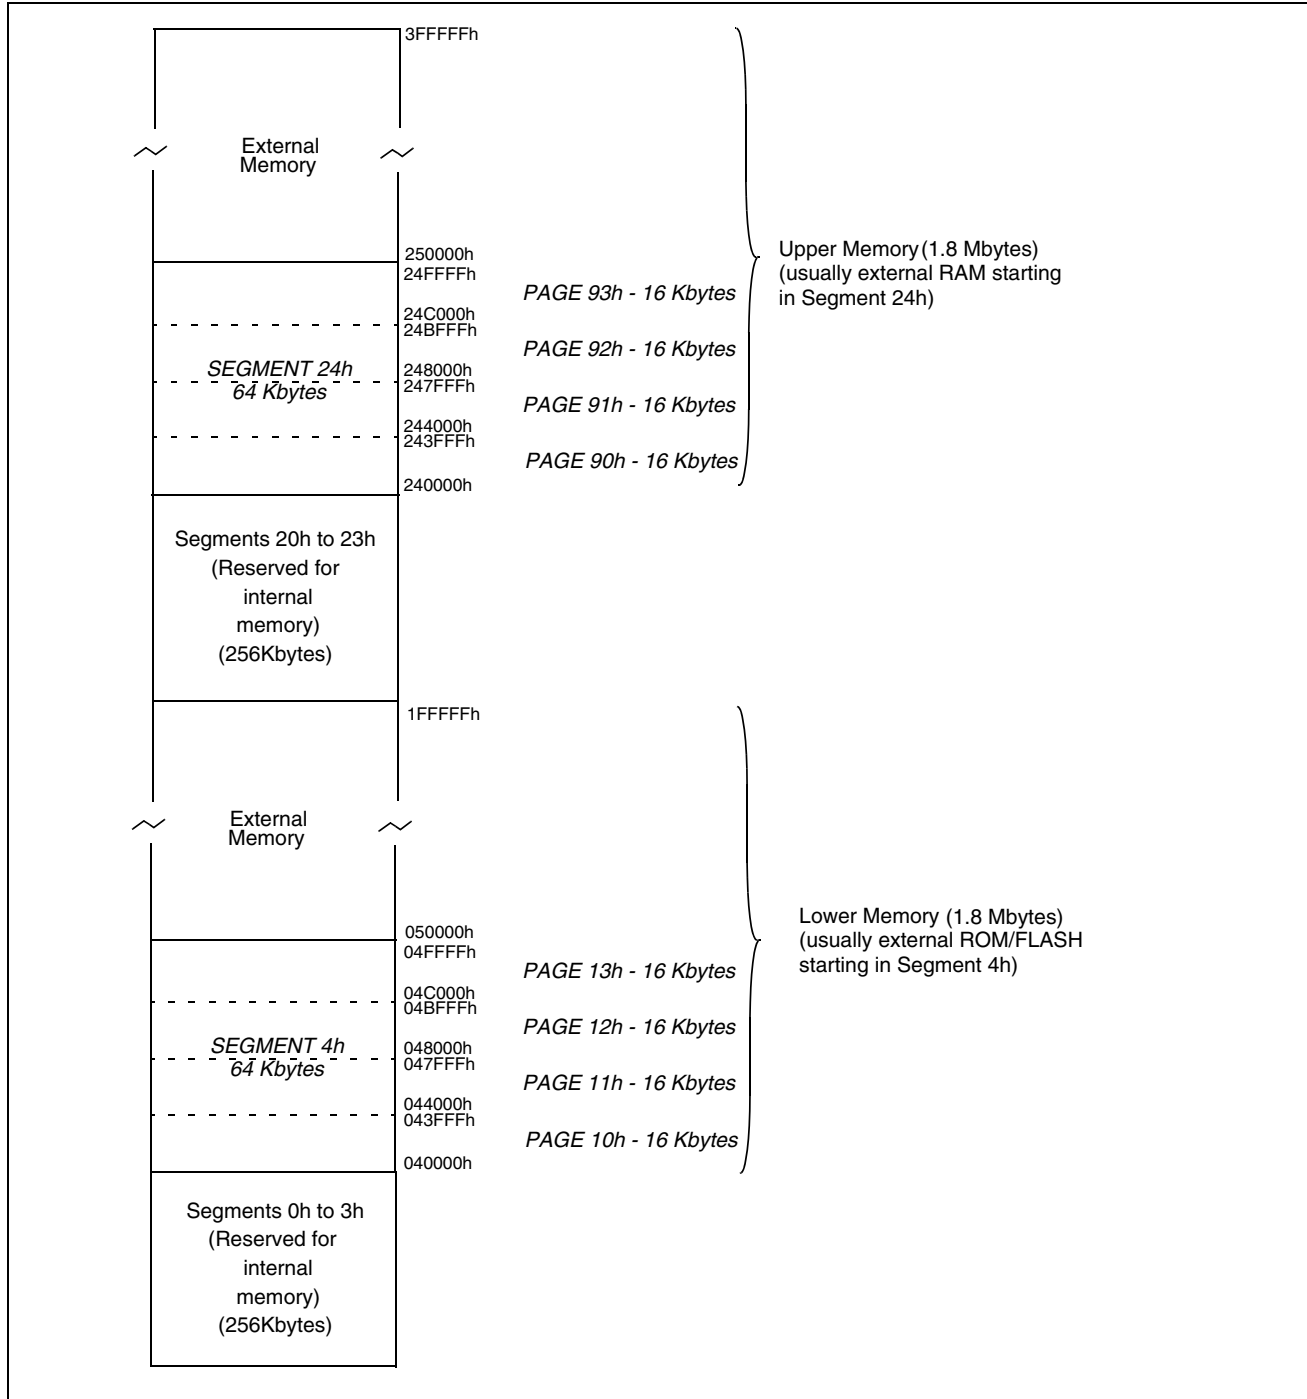 3FFFFFh
External
Memory
250000h
24FFFFh
PAGE 93h - 16 Kbytes
24C000h
24BFFFh
PAGE 92h - 16 Kbytes
SEGMENT 24h
64 Kbytes
248000h
247FFFh
PAGE 91h - 16 Kbytes
244000h
243FFFh
PAGE 90h - 16 Kbytes
240000h
Upper Memory (1.8 Mbytes)
(usually external RAM starting
in Segment 24h)
Segments 20h to 23h
(Reserved for
internal
memory)
(256Kbytes)
1FFFFFh
External
Memory
050000h
04FFFFh
PAGE 13h - 16 Kbytes
04C000h
04BFFFh
PAGE 12h - 16 Kbytes
SEGMENT 4h
64 Kbytes
048000h
047FFFh
PAGE 11h - 16 Kbytes
044000h
043FFFh
PAGE 10h - 16 Kbytes
040000h
Lower Memory (1.8 Mbytes)
(usually external ROM/FLASH
starting in Segment 4h)
Segments 0h to 3h
(Reserved for
internal
memory)
(256Kbytes)